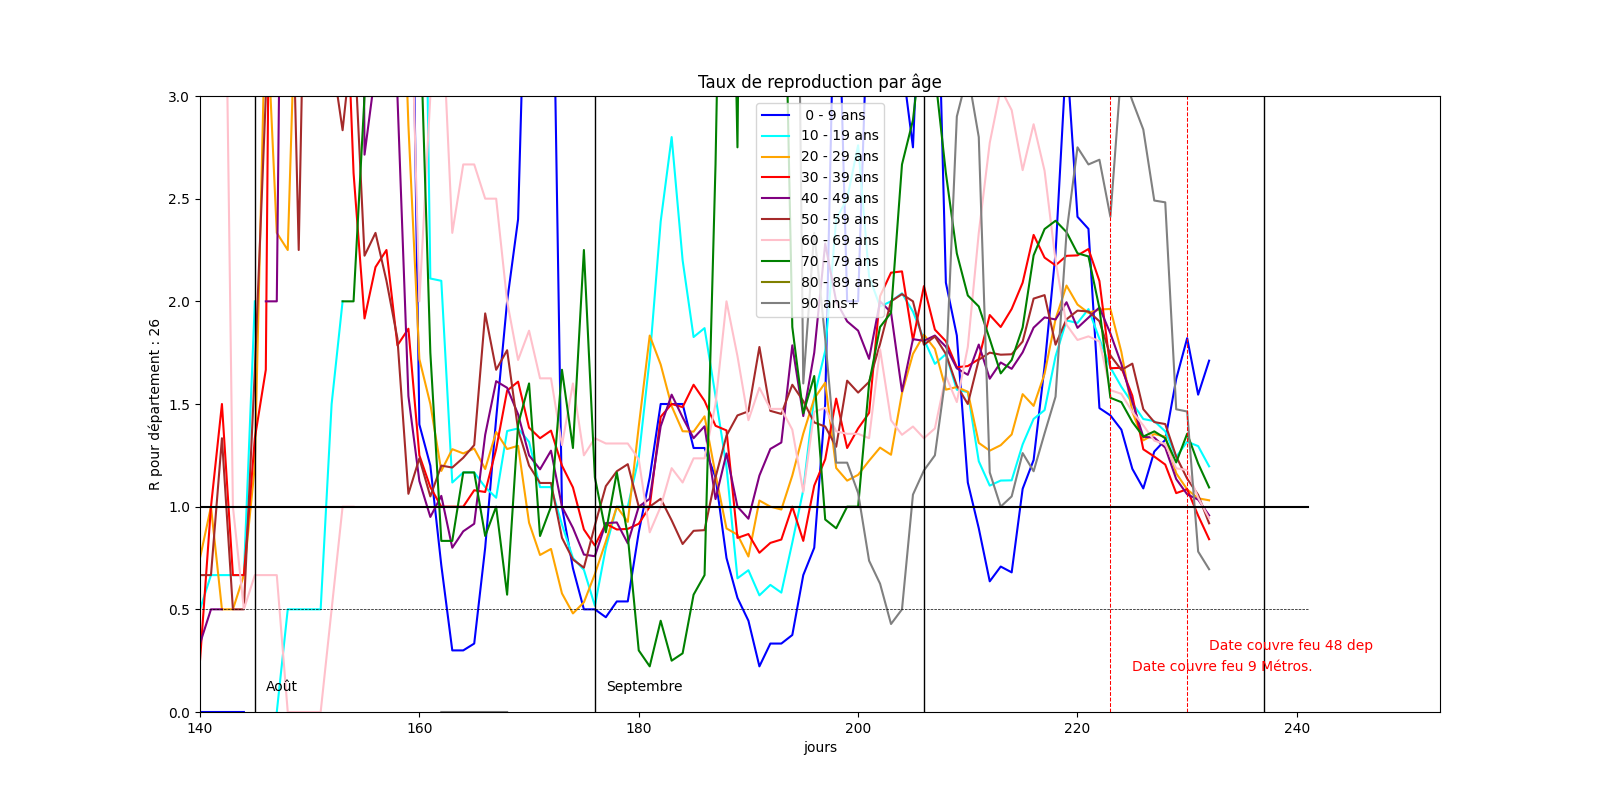 Taux de reproduction par âge
R pour département : 26
3.0
2.5
2.0
1.5
1.0
0.5
0.0
0 - 9 ans
10 - 19 ans
20 - 29 ans
30 - 39 ans
40 - 49 ans
50 - 59 ans
60 - 69 ans
70 - 79 ans
80 - 89 ans
90 ans+
Date couvre feu 48 dep
Date couvre feu 9 Métros.
Août
Septembre
140
160
180
200
220
240
jours